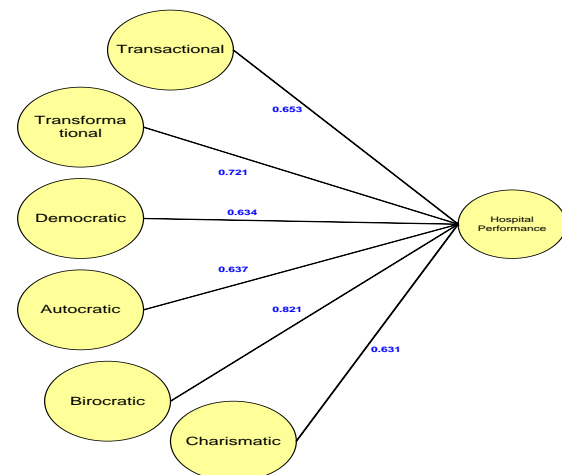 Transactional
0.653
Transforma
tional
0.721
Democratic
0.634
Hospital
Performance
0.637
Autocratic
0.821
0.631
Birocratic
Charismatic